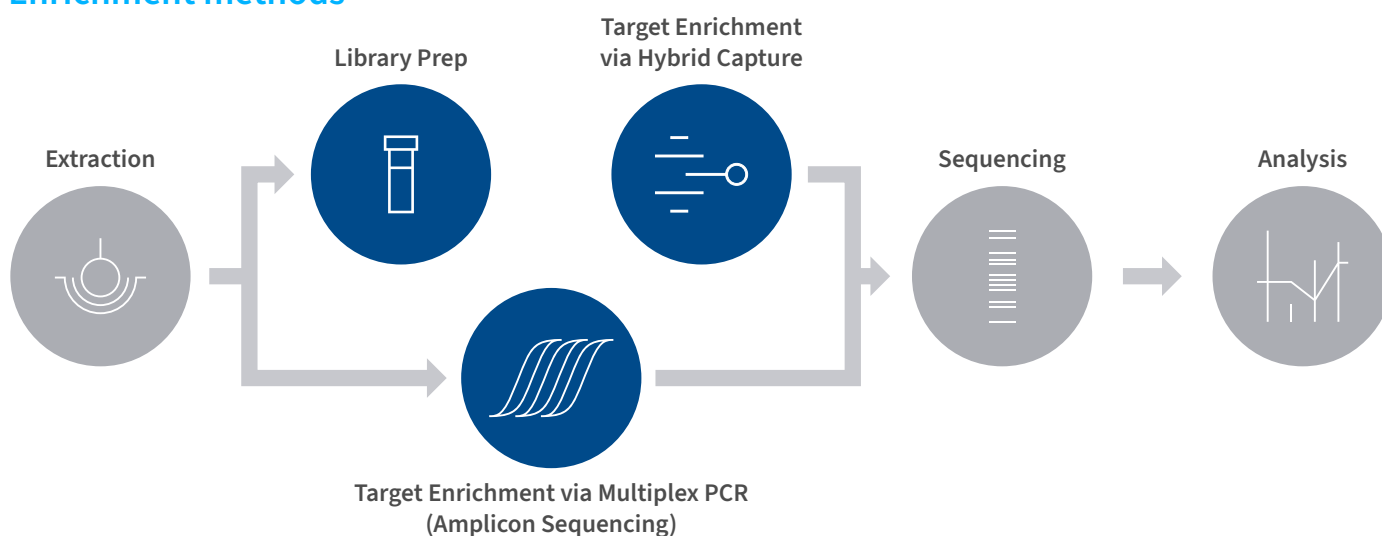 Enrichment methods
Target Enrichment
via Hybrid Capture
Library Prep
Extraction
Sequencing
Analysis
Target Enrichment via Multiplex PCR
(Amplicon Sequencing)